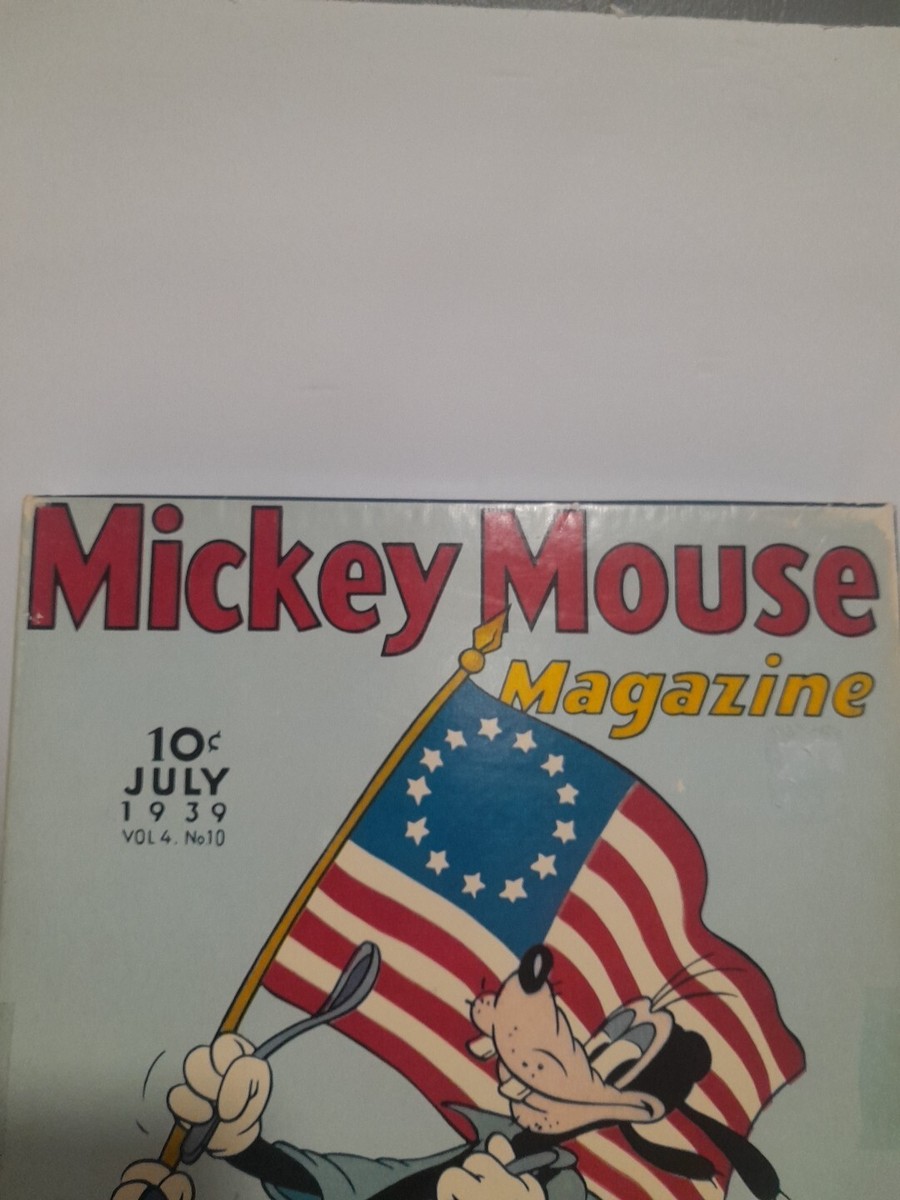 Mickey Mouse
Magazine
10¢
JULY
1939
VOL 4. No10